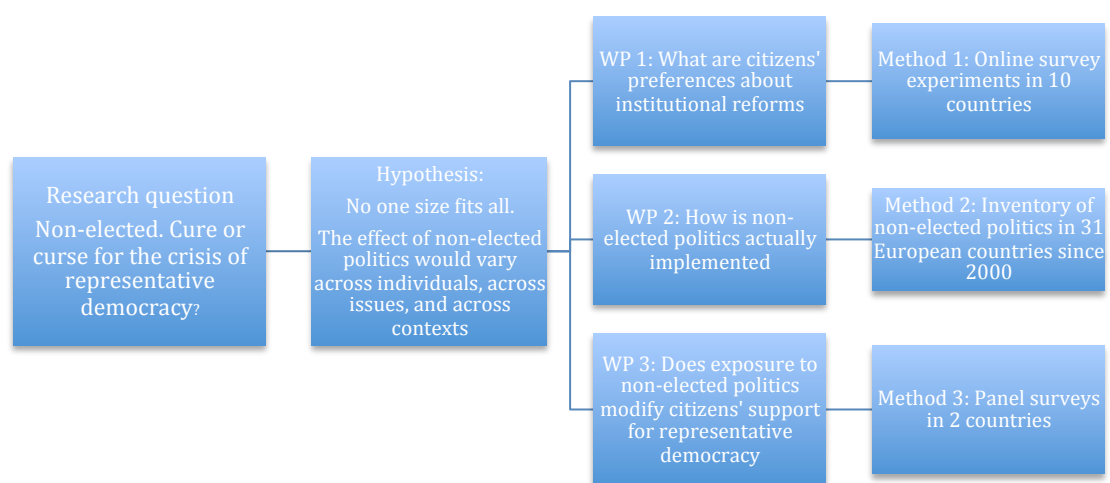 Research question
Non-elected. Cure or
curse for the crisis of
representative
democracy?
Hypothesis:
No one size fits all.
The effect of non-elected
politics would vary
across individuals, across
issues, and across
contexts
WP 1: What are citizens'
preferences about
institutional reforms
Method 1: Online survey
experiments in 10
countries
WP 2: How is non-
elected politics actually
implemented
Method 2: Inventory of
non-elected politics in 31
European countries since
2000
WP 3: Does exposure to
non-elected politics
modify citizens' support
for representative
democracy
Method 3: Panel surveys
in 2 countries